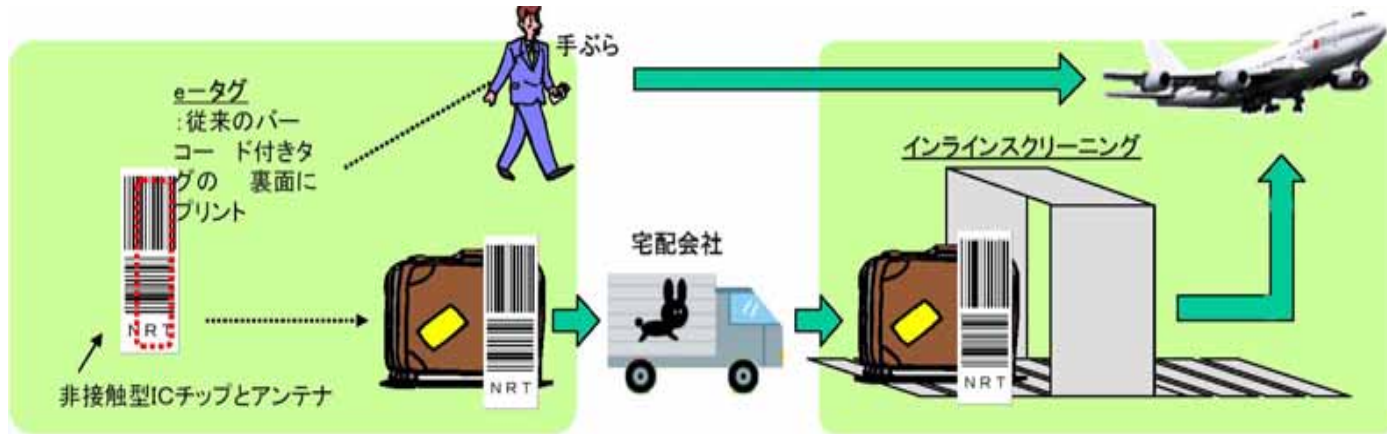 手ぶら
eータグ
:従来のバー
コー ド付きタ
グの 裏面に
プリント
NRT
非接触型ICチップとアンテナ
NRT
宅配会社
インラインスクリーニング
NRT